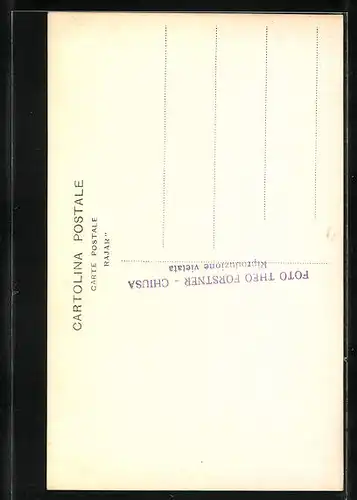 CARTOLINA POSTALE
CARTE POSTALE
RAJAR"
FOTO THEO FORSTNER - CHIUSA
Riproduzione vietata